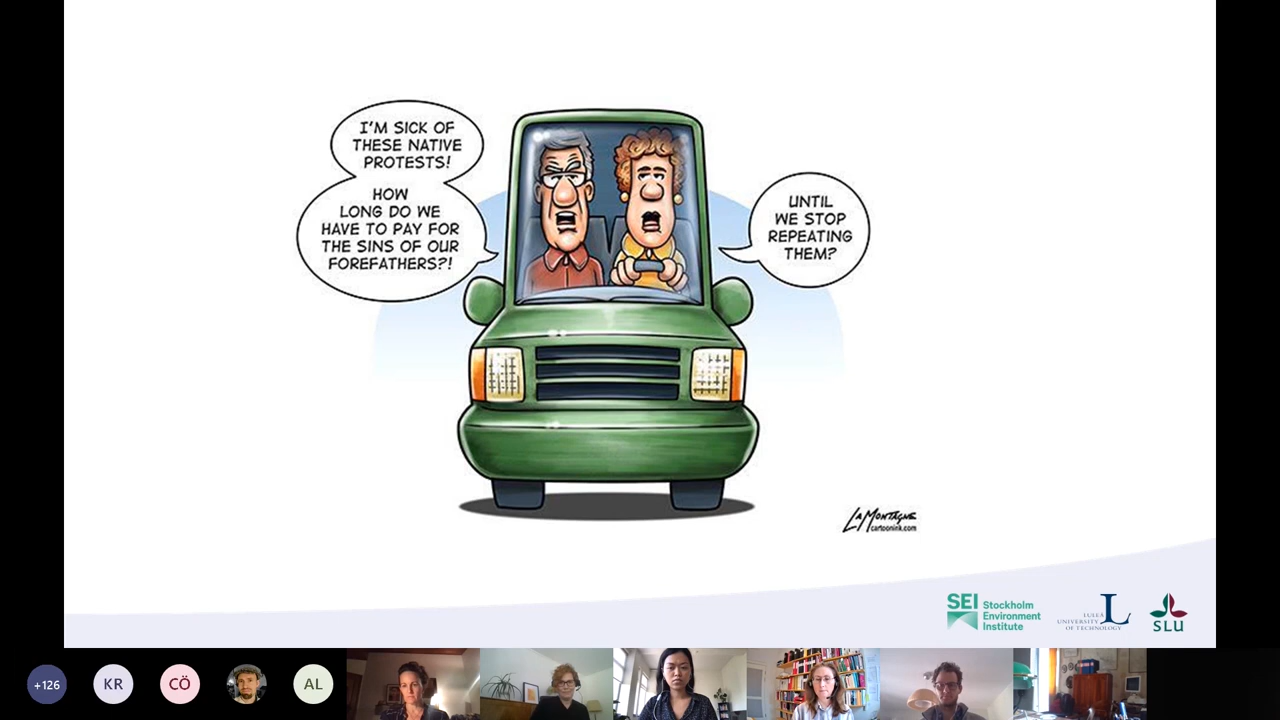 I'M SICK OF
THESE NATIVE
PROTESTS!
HOW
LONG DO WE
HAVE TO PAY FOR
THE SINS OF OUR
FOREFATHERS?!
UNTIL
WE STOP
REPEATING
THEM?
LAMONTAGNE
cartoonink.com
SEI Stockholm
Environment
Institute
LULEÅ
UNIVERSITY
OF TECHNOLOGY
L
SLU
+126
KR
CÖ
AL